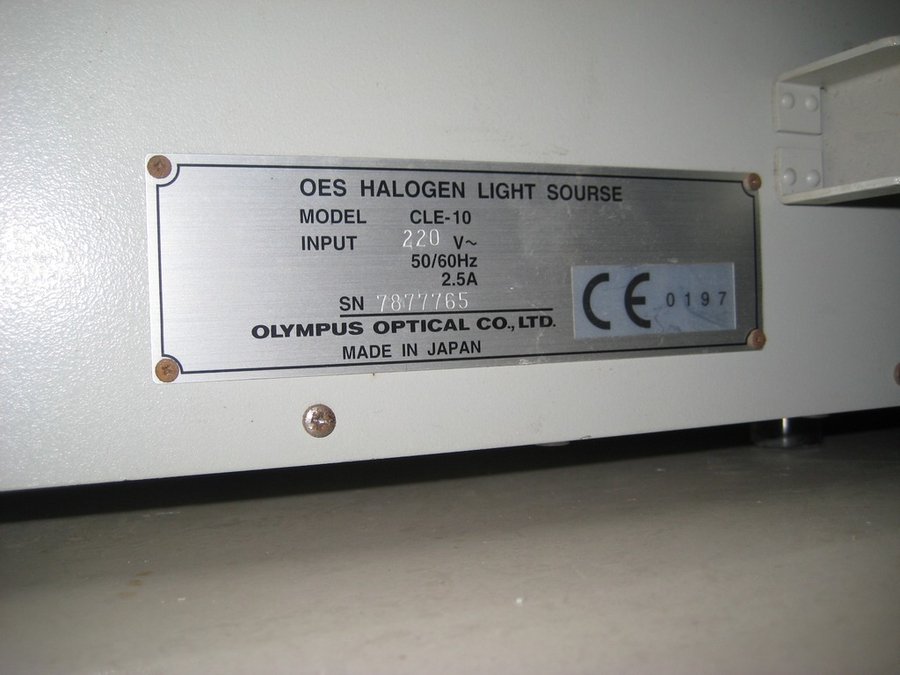 OES HALOGEN LIGHT SOURSE
MODEL CLE-10
INPUT 220 V~
50/60Hz
2.5A
SN 7877765
OLYMPUS OPTICAL CO., LTD.
MADE IN JAPAN
CE 0197